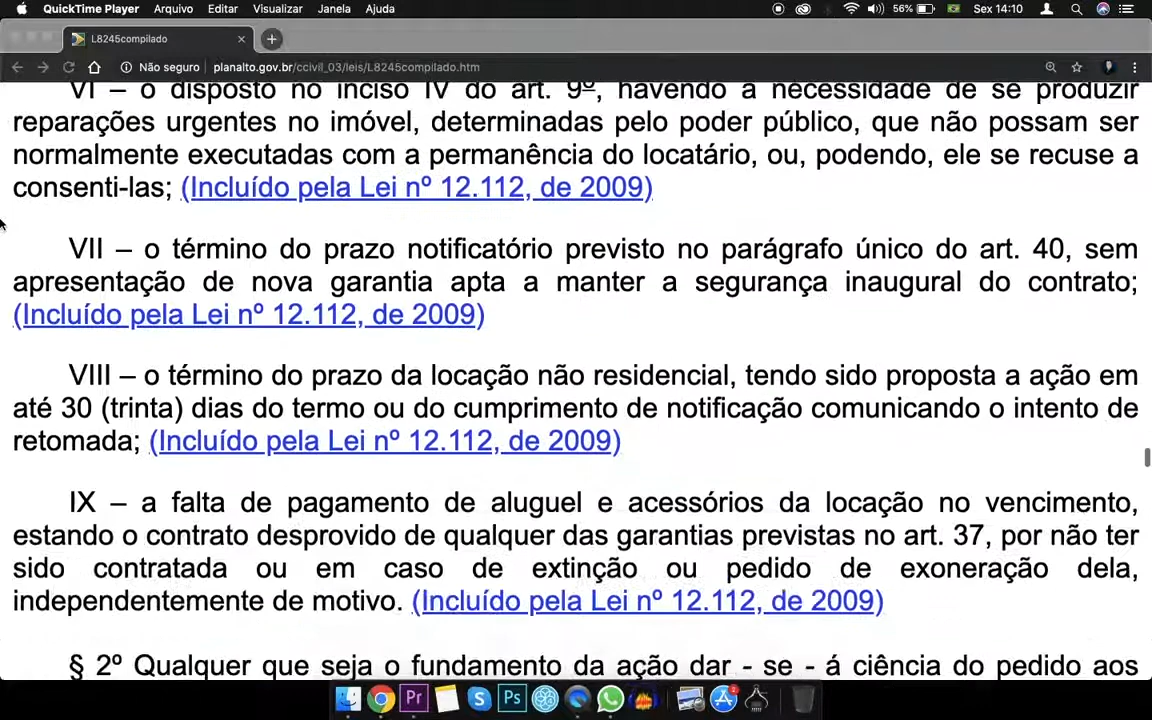 QuickTime Player Arquivo Editar Visualizar Janela Ajuda 56% Sex 14:10
L8245compilado
Não seguro planalto.gov.br/ccivil_03/leis/L8245compilado.htm
VI – o disposto no inciso IV do art. 9º, havendo a necessidade de se produzir
reparações urgentes no imóvel, determinadas pelo poder público, que não possam ser
normalmente executadas com a permanência do locatário, ou, podendo, ele se recuse a
consenti-las; (Incluído pela Lei nº 12.112, de 2009)
VII – o término do prazo notificatório previsto no parágrafo único do art. 40, sem
apresentação de nova garantia apta a manter a segurança inaugural do contrato;
(Incluído pela Lei nº 12.112, de 2009)
VIII – o término do prazo da locação não residencial, tendo sido proposta a ação em
até 30 (trinta) dias do termo ou do cumprimento de notificação comunicando o intento de
retomada; (Incluído pela Lei nº 12.112, de 2009)
IX – a falta de pagamento de aluguel e acessórios da locação no vencimento,
estando o contrato desprovido de qualquer das garantias previstas no art. 37, por não ter
sido contratada ou em caso de extinção ou pedido de exoneração dela,
independentemente de motivo. (Incluído pela Lei nº 12.112, de 2009)
§ 2º Qualquer que seja o fundamento da ação dar - se - á ciência do pedido aos
Pr Ps